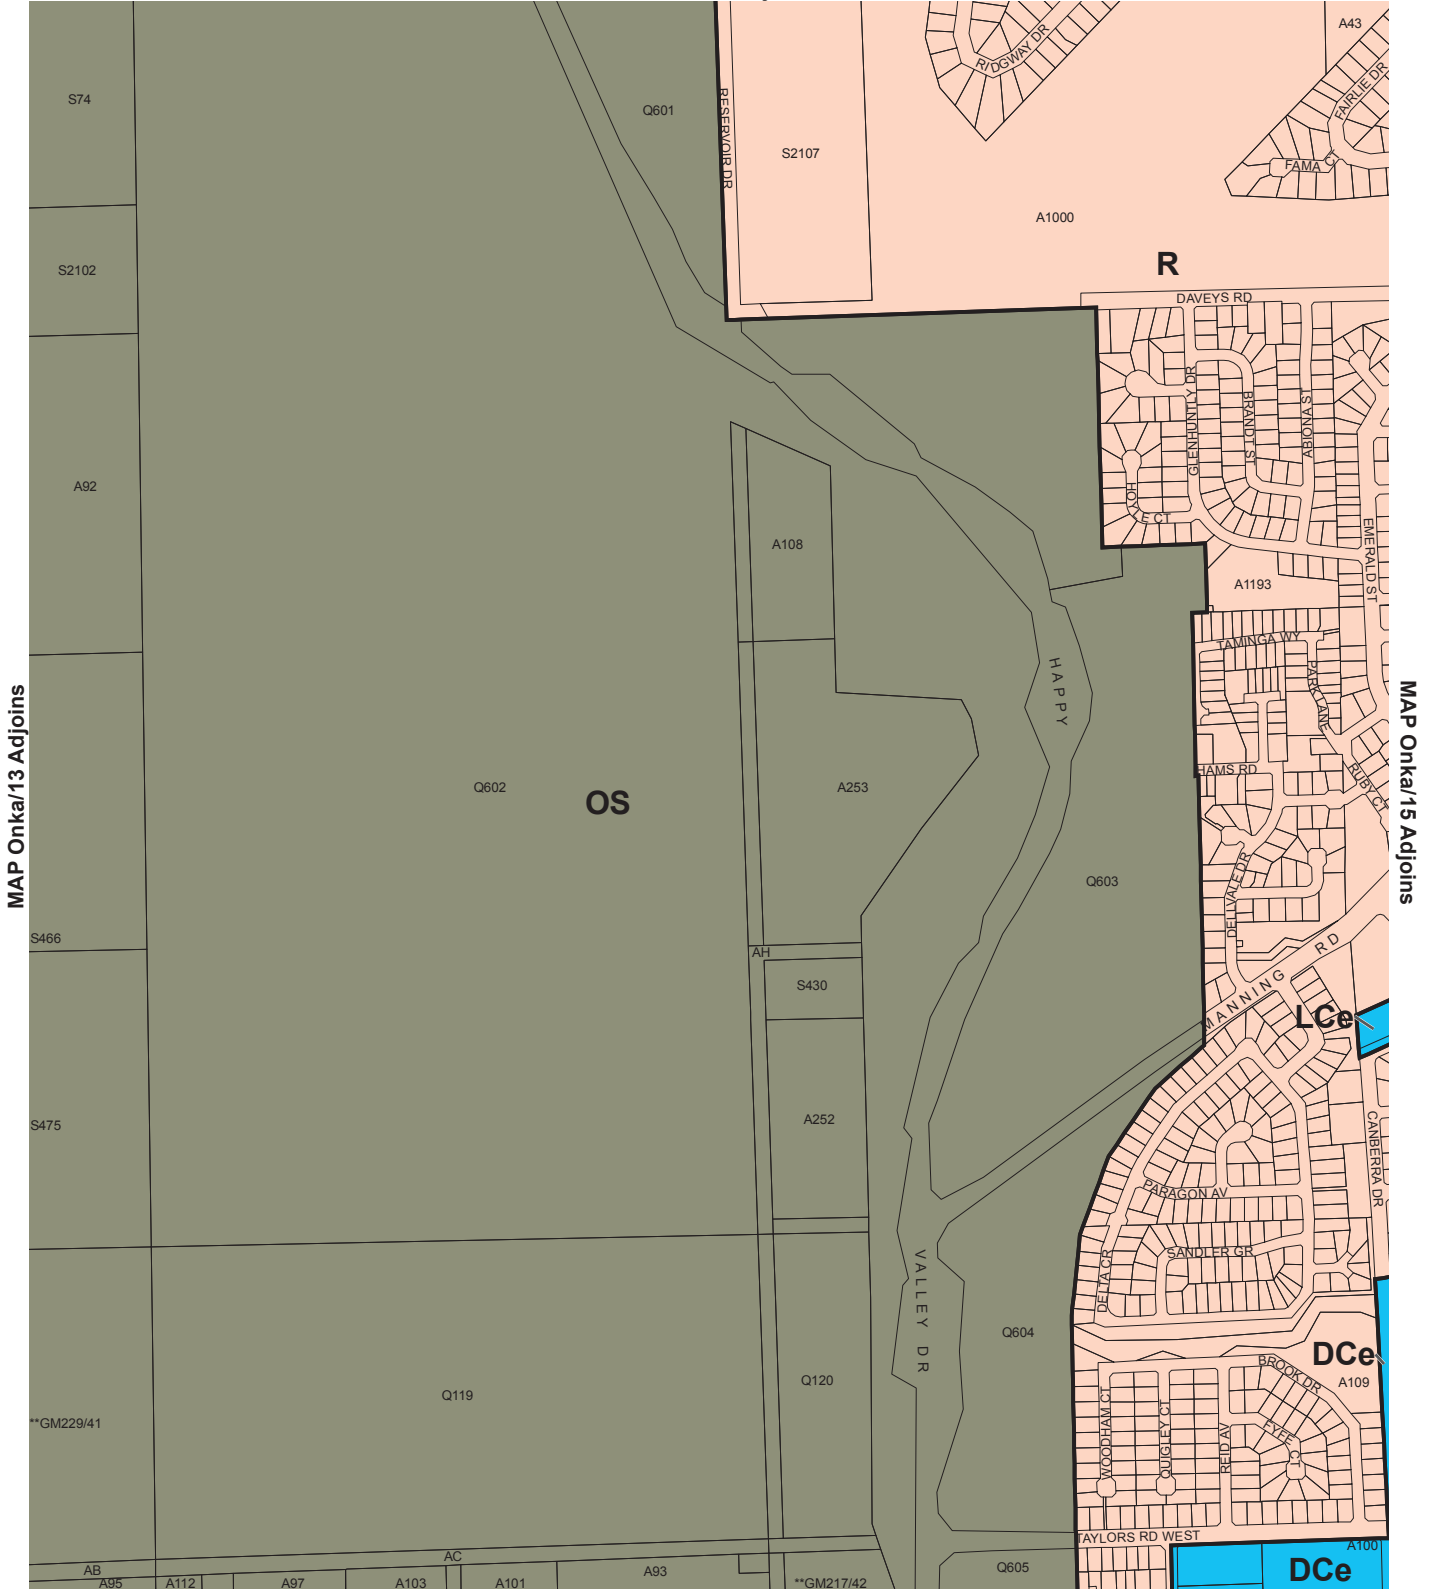 A43
RIDGWAY DR
FAIRLIE DR
S74
Q601
RESERVOIR DR
S2107
FAMA CT
A1000
R
S2102
DAVEYS RD
GLENHUNTLY DR
BRANDT ST
ABIONA ST
A92
HOYLE CT
A108
EMERALD ST
A1193
TAMINGA WY
PARK LANE
HAPPY
MAP Onka/13 Adjoins
MAP Onka/15 Adjoins
HAMS RD
RUBY CT
Q602
OS
A253
DELLVALE DR
Q603
S466
AH
MANNING RD
S430
LCe
S475
A252
CANBERRA DR
PARAGON AV
VALLEY DR
SANDLER GR
DELTA CR
Q604
DCe
BROOK DR
A109
Q119
Q120
**GM229/41
WOODHAM CT
QUIGLEY CT
REID AV
FYFE CT
TAYLORS RD WEST
A100
AC
AB
A93
Q605
DCe
A95
A112
A97
A103
A101
**GM217/42